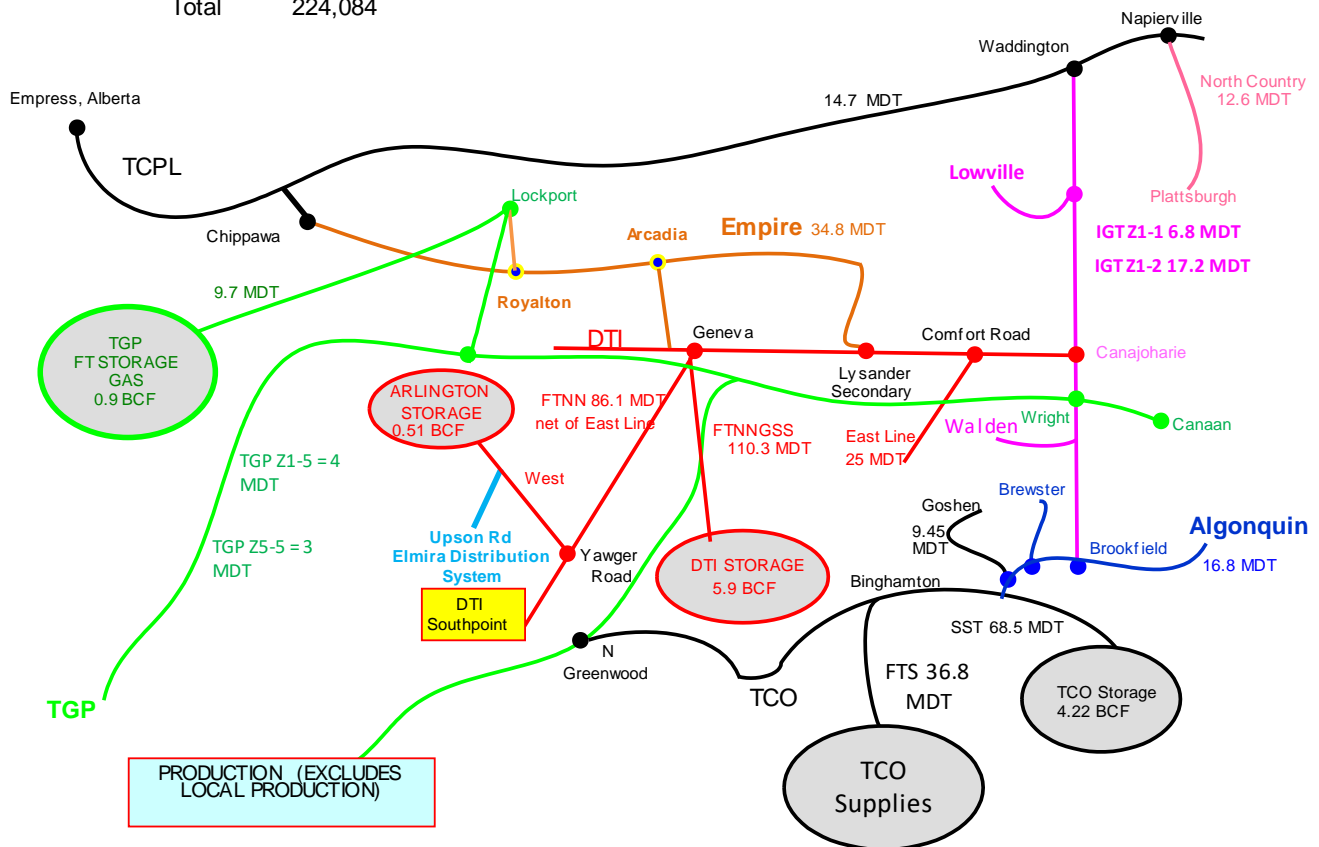 Total 224,084
Napierville
Waddington
North Country
12.6 MDT
Empress, Alberta
14.7 MDT
TCPL
Lowville
Plattsburgh
Lockport
Chippawa
Arcadia
Empire 34.8 MDT
IGT Z1-1 6.8 MDT
IGT Z1-2 17.2 MDT
9.7 MDT
Royalton
TGP
FT STORAGE
GAS
0.9 BCF
DTI
Geneva
Comfort Road
Canajoharie
Lysander
Secondary
ARLINGTON
STORAGE
0.51 BCF
FTNN 86.1 MDT
net of East Line
FTNNGSS
110.3 MDT
East Line
25 MDT
Walden
Wright
Canaan
TGP Z1-5 = 4
MDT
West
TGP Z5-5 = 3
MDT
Upson Rd
Elmira Distribution
System
Yawger
Road
DTI
Southpoint
DTI STORAGE
5.9 BCF
Goshen
9.45
MDT
Brewster
Algonquin
16.8 MDT
Brookfield
Binghamton
SST 68.5 MDT
N
Greenwood
TCO
FTS 36.8
MDT
TCO Storage
4.22 BCF
TGP
PRODUCTION (EXCLUDES
LOCAL PRODUCTION)
TCO
Supplies